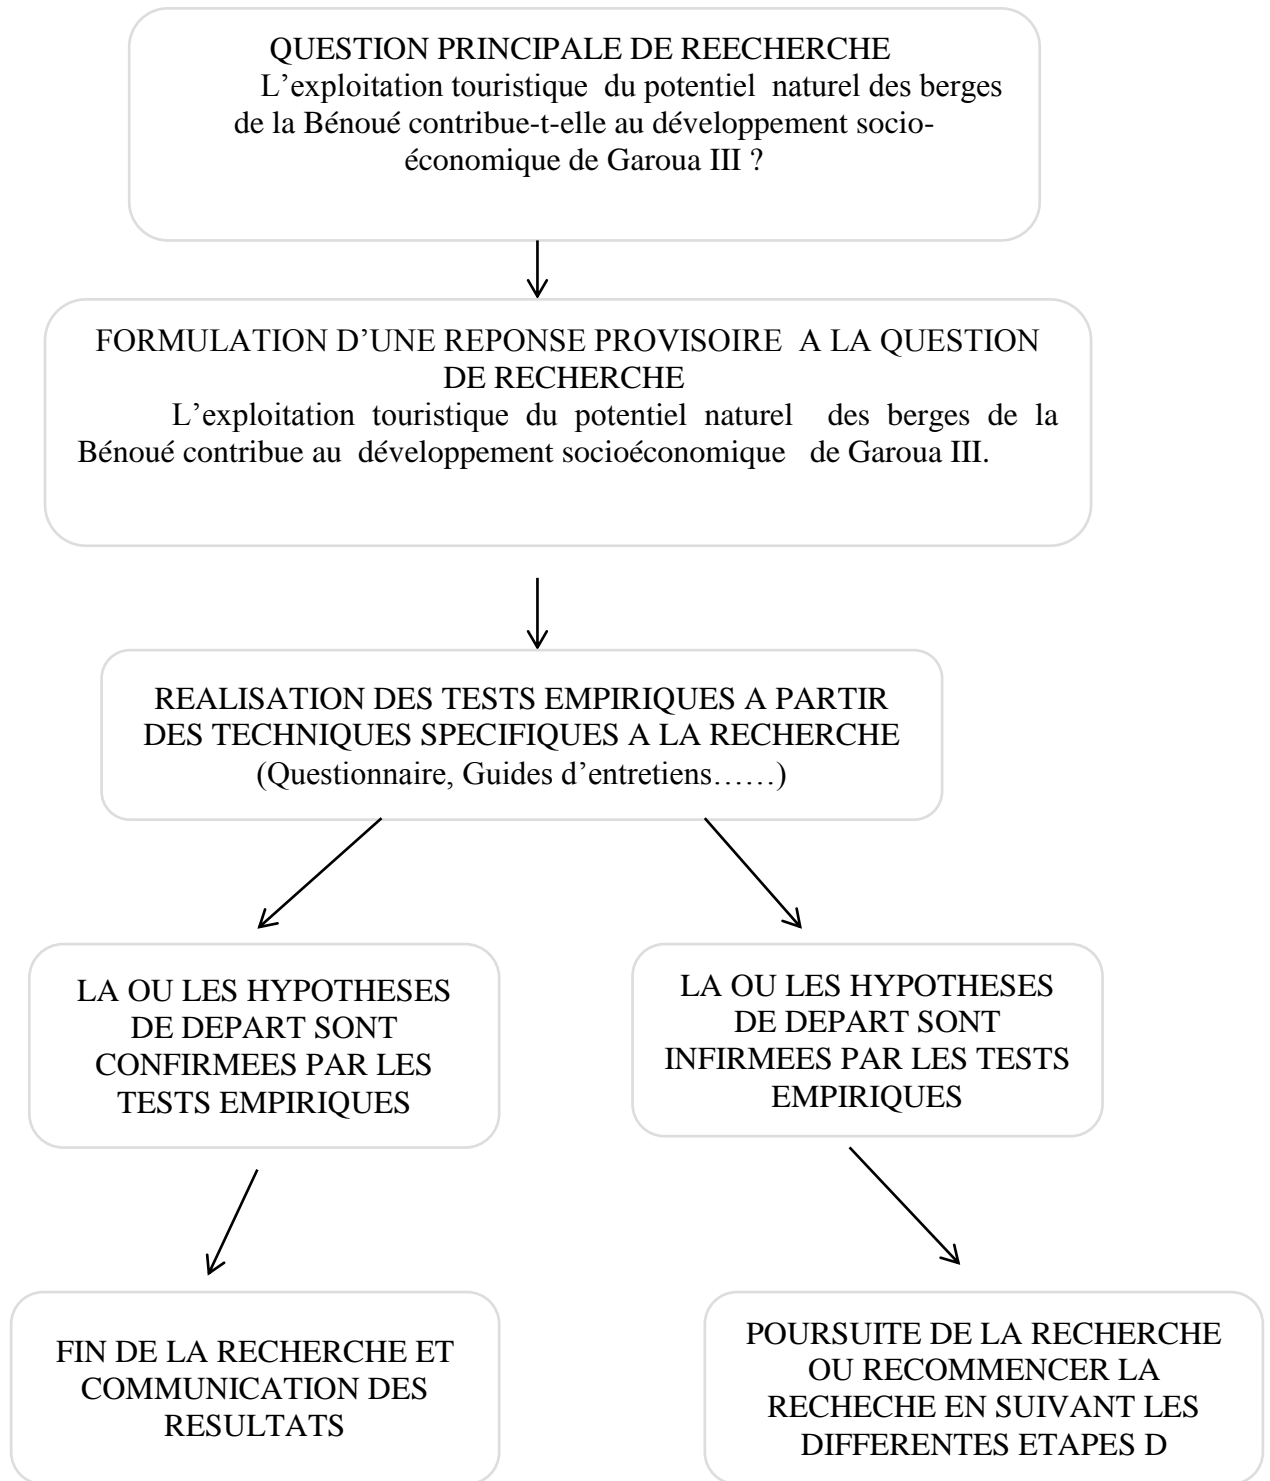 QUESTION PRINCIPALE DE REECHERCHE
L’exploitation touristique du potentiel naturel des berges
de la Bénoué contribue-t-elle au développement socio-
économique de Garoua III ?
FORMULATION D’UNE REPONSE PROVISOIRE A LA QUESTION
DE RECHERCHE
L’exploitation touristique du potentiel naturel des berges de la
Bénoué contribue au développement socioéconomique de Garoua III.
REALISATION DES TESTS EMPIRIQUES A PARTIR
DES TECHNIQUES SPECIFIQUES A LA RECHERCHE
(Questionnaire, Guides d’entretiens……)
LA OU LES HYPOTHESES
DE DEPART SONT
CONFIRMEES PAR LES
TESTS EMPIRIQUES
LA OU LES HYPOTHESES
DE DEPART SONT
INFIRMEES PAR LES TESTS
EMPIRIQUES
FIN DE LA RECHERCHE ET
COMMUNICATION DES
RESULTATS
POURSUITE DE LA RECHERCHE
OU RECOMMENCER LA
RECHECHE EN SUIVANT LES
DIFFERENTES ETAPES D